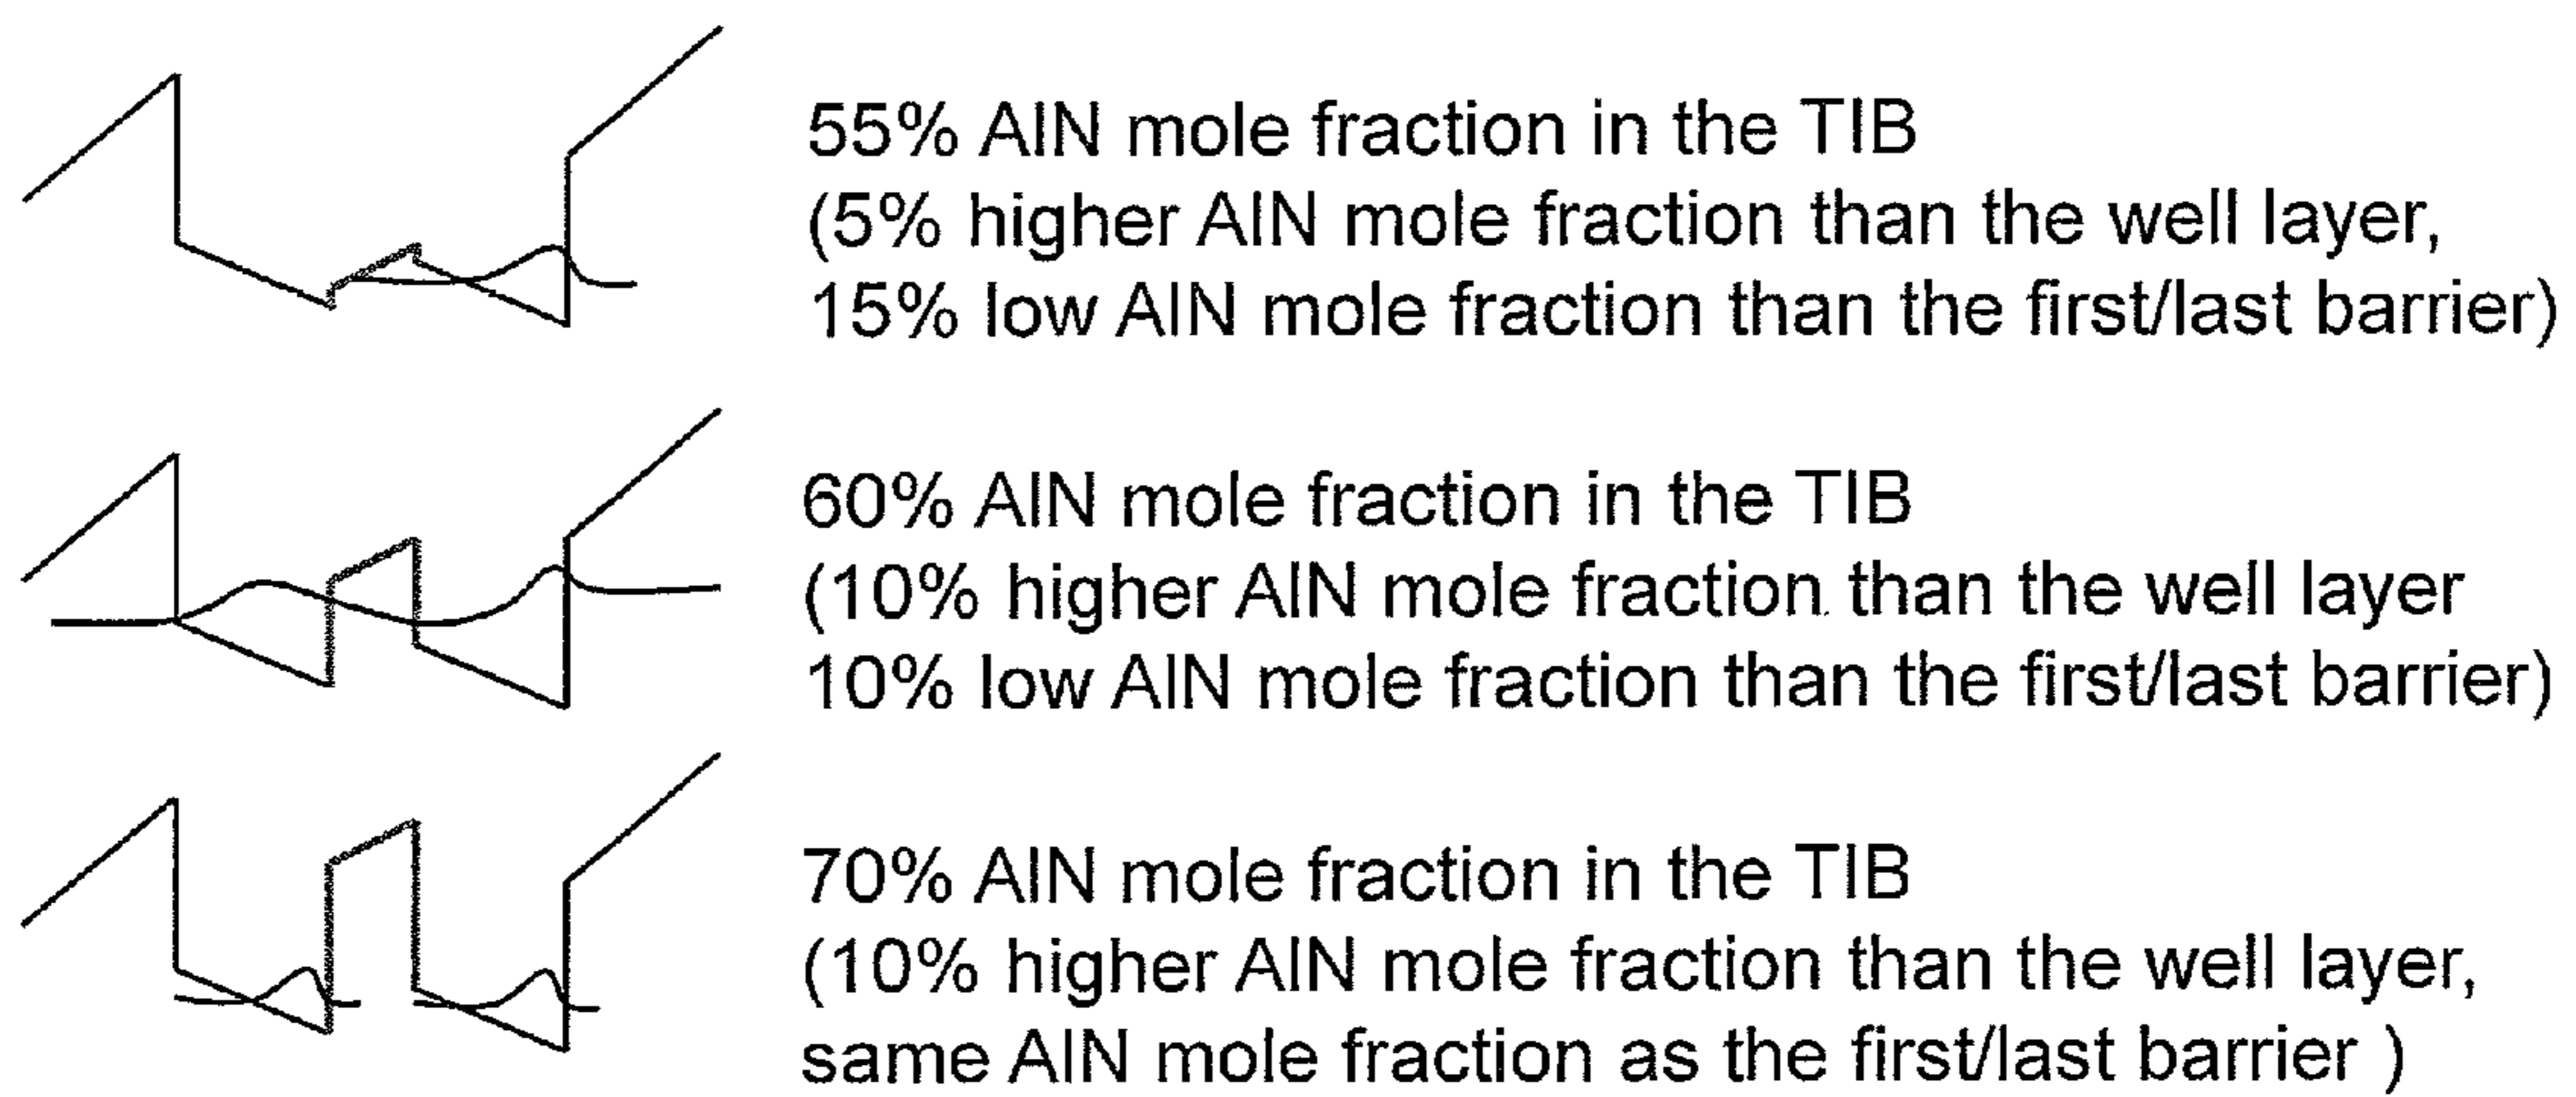 55% AlN mole fraction in the TIB
(5% higher AlN mole fraction than the well layer,
15% low AlN mole fraction than the first/last barrier)
60% AlN mole fraction in the TIB
(10% higher AlN mole fraction than the well layer
10% low AlN mole fraction than the first/last barrier)
70% AlN mole fraction in the TIB
(10% higher AlN mole fraction than the well layer,
same AlN mole fraction as the first/last barrier )